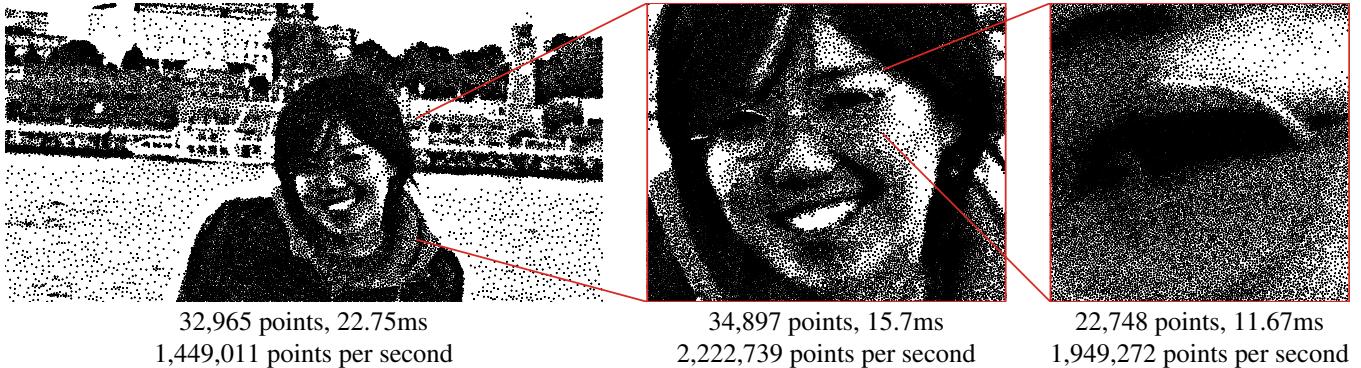 32,965 points, 22.75ms
1,449,011 points per second
34,897 points, 15.7ms
2,222,739 points per second
22,748 points, 11.67ms
1,949,272 points per second